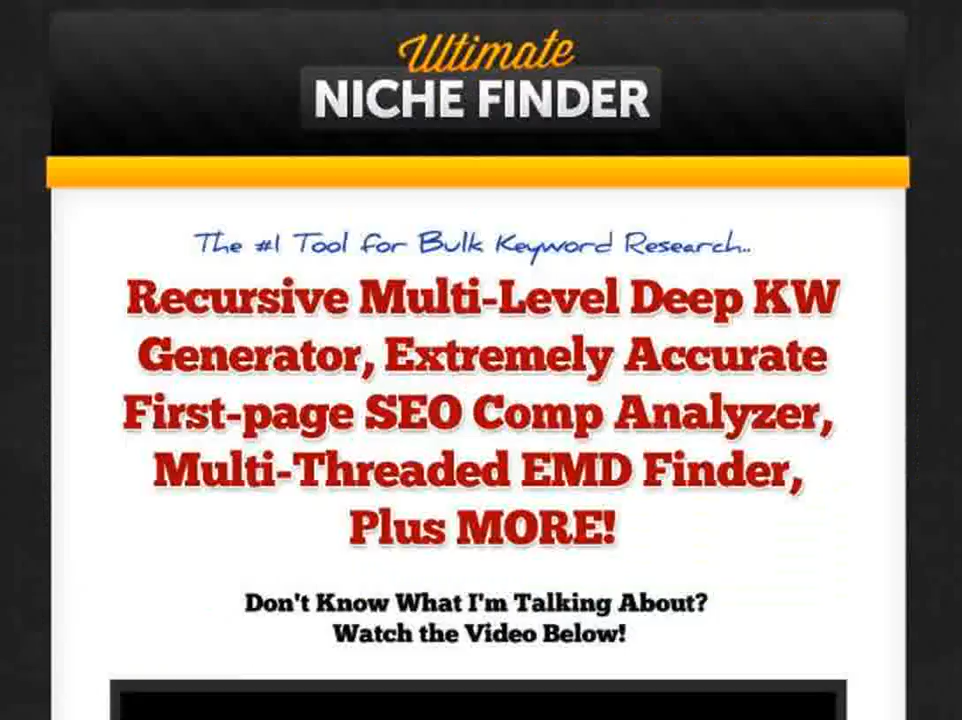 Ultimate
NICHE FINDER
The #1 Tool for Bulk Keyword Research..
Recursive Multi-Level Deep KW
Generator, Extremely Accurate
First-page SEO Comp Analyzer,
Multi-Threaded EMD Finder,
Plus MORE!
Don't Know What I'm Talking About?
Watch the Video Below!